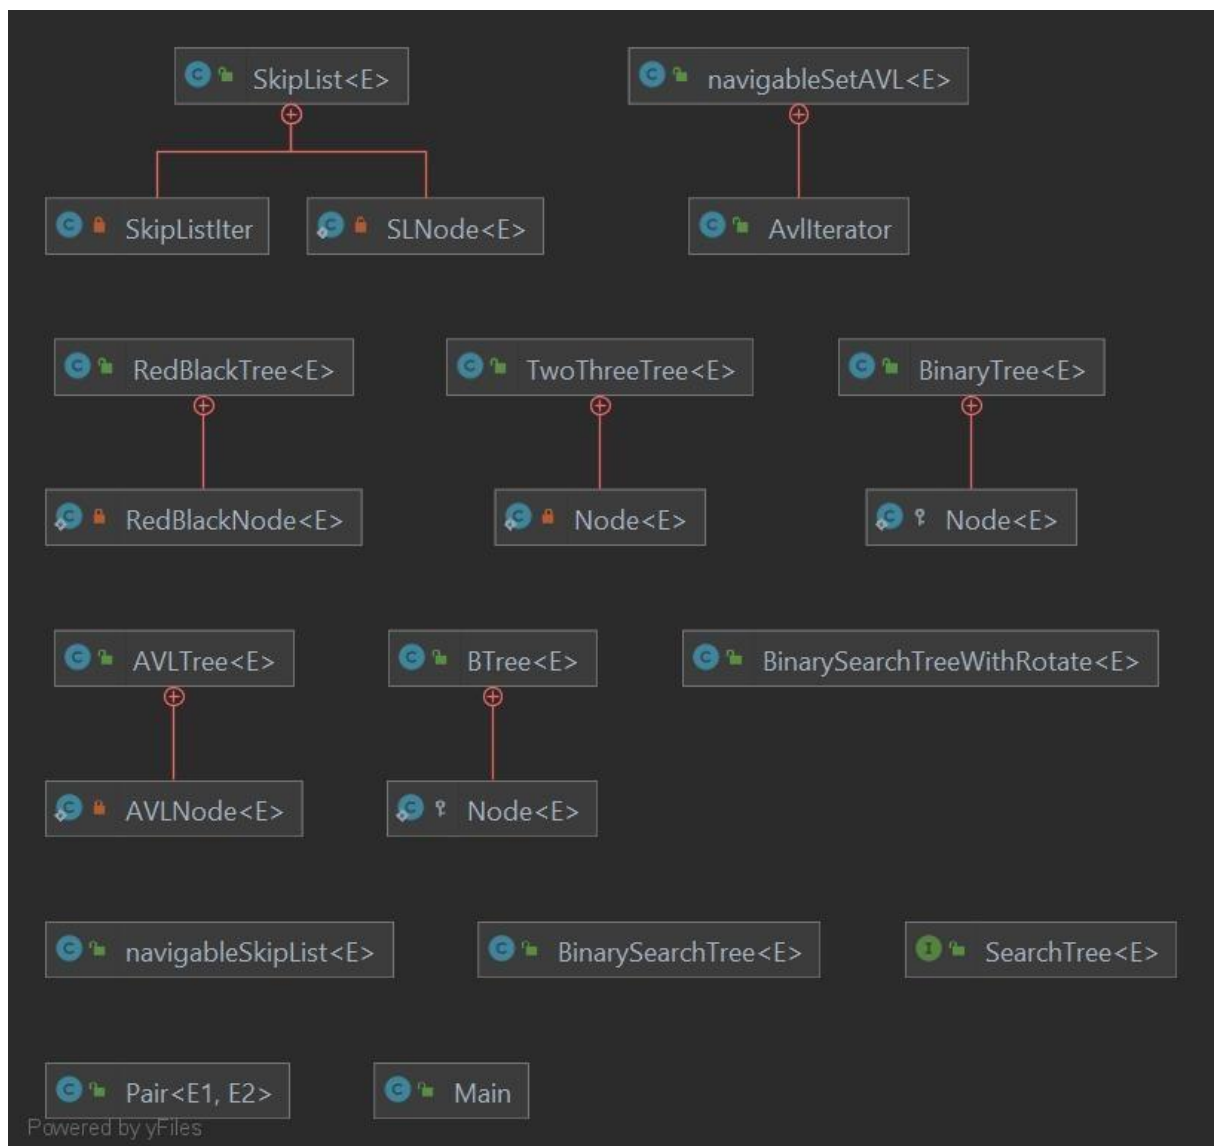 SkipList<E>
navigableSetAVL<E>
SkipListIter
SLNode<E>
AvlIterator
RedBlackTree<E>
TwoThreeTree<E>
BinaryTree<E>
RedBlackNode<E>
Node<E>
Node<E>
AVLTree<E>
BTree<E>
BinarySearchTreeWithRotate<E>
AVLNode<E>
Node<E>
navigableSkipList<E>
BinarySearchTree<E>
SearchTree<E>
Pair<E1, E2>
Main
Powered by yFiles